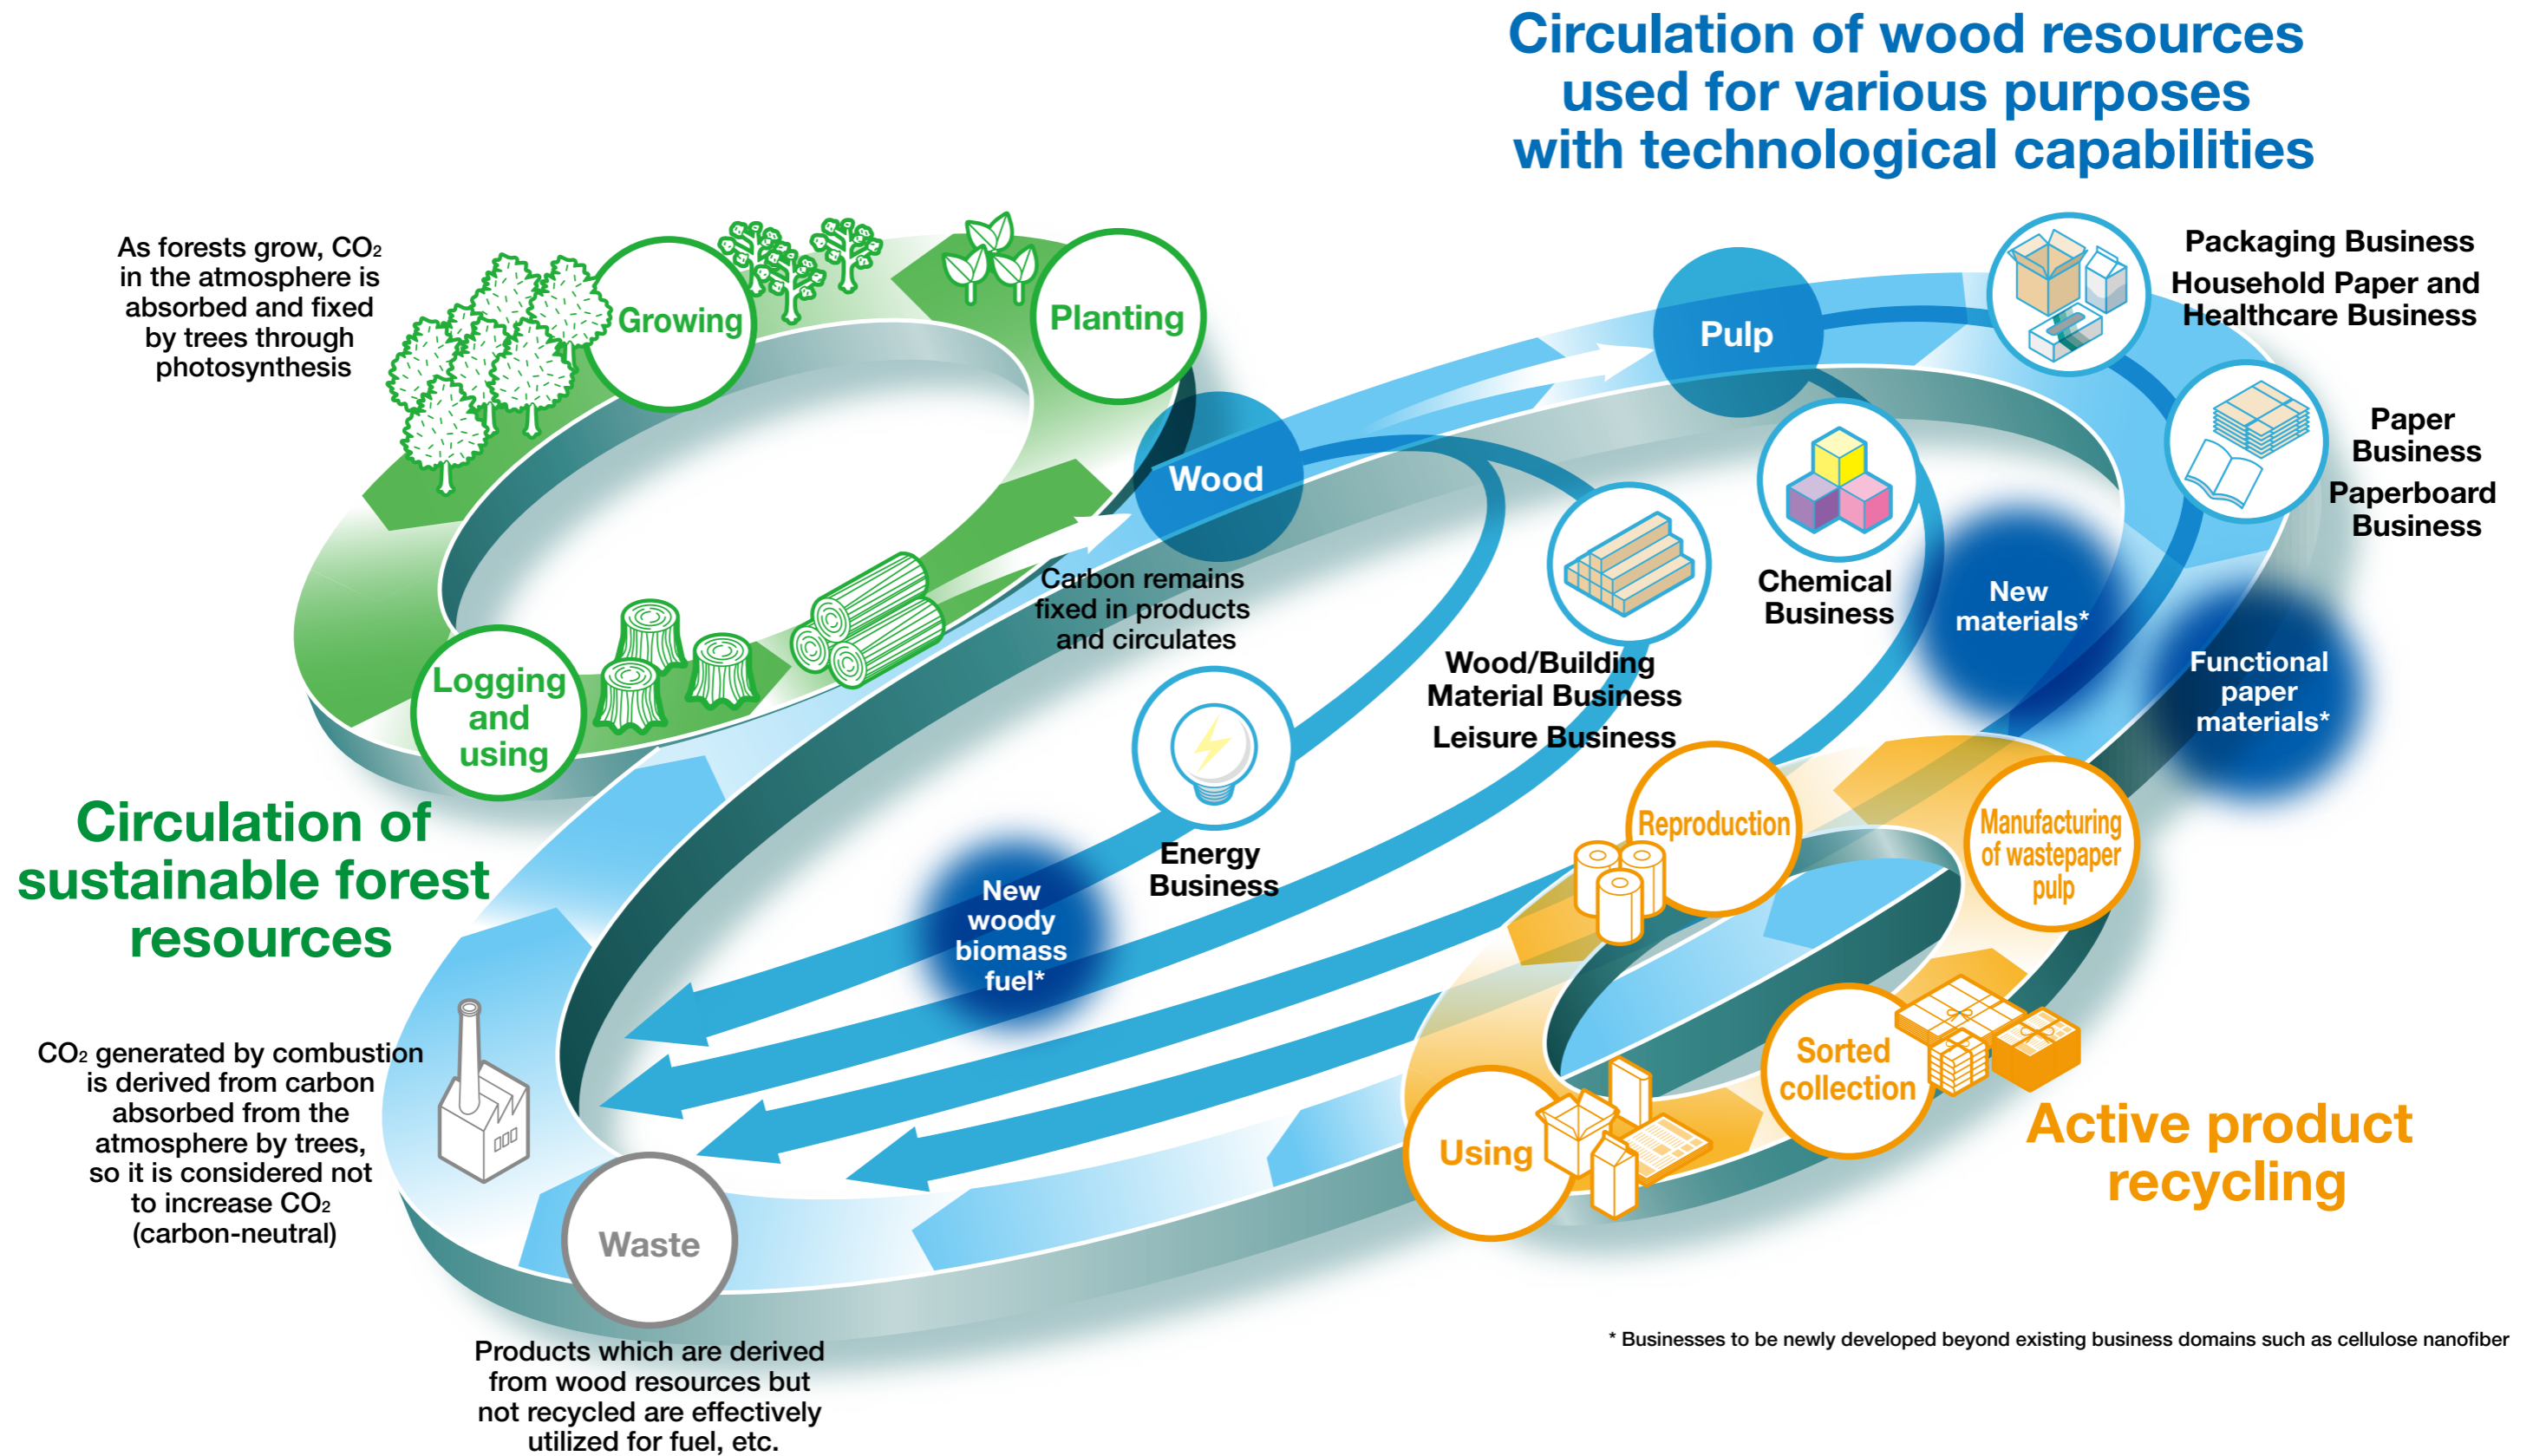 Circulation of wood resources
used for various purposes
with technological capabilities
As forests grow, CO2
in the atmosphere is
absorbed and fixed
by trees through
photosynthesis
Growing
Planting
Logging
and
using
Circulation of
sustainable forest
resources
Wood
Pulp
Packaging Business
Household Paper and
Healthcare Business
Paper
Business
Paperboard
Business
Carbon remains
fixed in products
and circulates
Wood/Building
Material Business
Leisure Business
Chemical
Business
New
materials*
Functional
paper
materials*
Energy
Business
New
woody
biomass
fuel*
Reproduction
Manufacturing
of wastepaper
pulp
Sorted
collection
Using
Active product
recycling
CO2 generated by combustion
is derived from carbon
absorbed from the
atmosphere by trees,
so it is considered not
to increase CO2
(carbon-neutral)
Waste
Products which are derived
from wood resources but
not recycled are effectively
utilized for fuel, etc.
* Businesses to be newly developed beyond existing business domains such as cellulose nanofiber